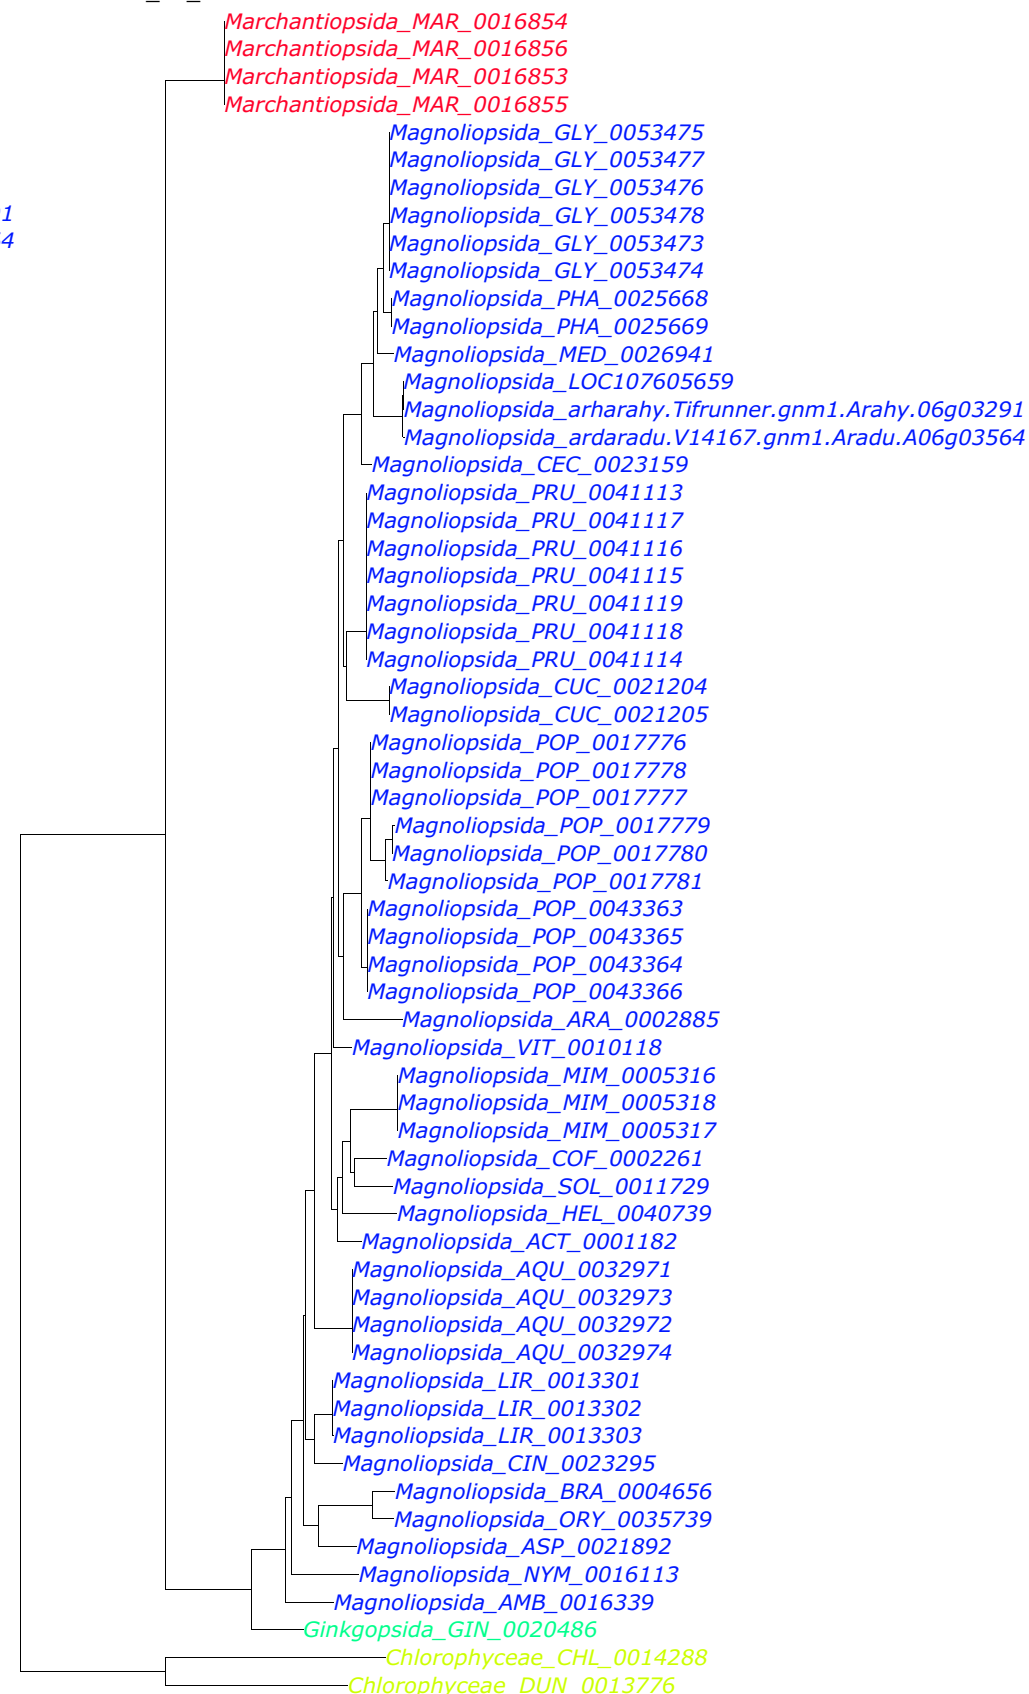 Marchantiopsida_MAR_0016854
Marchantiopsida_MAR_0016856
Marchantiopsida_MAR_0016853
Marchantiopsida_MAR_0016855
Magnoliopsida_GLY_0053475
Magnoliopsida_GLY_0053477
Magnoliopsida_GLY_0053476
Magnoliopsida_GLY_0053478
Magnoliopsida_GLY_0053473
Magnoliopsida_GLY_0053474
Magnoliopsida_PHA_0025668
Magnoliopsida_PHA_0025669
Magnoliopsida_MED_0026941
Magnoliopsida_LOC107605659
Magnoliopsida_arharahy.Tifrunner.gnm1.Arahy.06g03291
Magnoliopsida_ardaradu.V14167.gnm1.Aradu.A06g03564
Magnoliopsida_CEC_0023159
Magnoliopsida_PRU_0041113
Magnoliopsida_PRU_0041117
Magnoliopsida_PRU_0041116
Magnoliopsida_PRU_0041115
Magnoliopsida_PRU_0041119
Magnoliopsida_PRU_0041118
Magnoliopsida_PRU_0041114
Magnoliopsida_CUC_0021204
Magnoliopsida_CUC_0021205
Magnoliopsida_POP_0017776
Magnoliopsida_POP_0017778
Magnoliopsida_POP_0017777
Magnoliopsida_POP_0017779
Magnoliopsida_POP_0017780
Magnoliopsida_POP_0017781
Magnoliopsida_POP_0043363
Magnoliopsida_POP_0043365
Magnoliopsida_POP_0043364
Magnoliopsida_POP_0043366
Magnoliopsida_ARA_0002885
Magnoliopsida_VIT_0010118
Magnoliopsida_MIM_0005316
Magnoliopsida_MIM_0005318
Magnoliopsida_MIM_0005317
Magnoliopsida_COF_0002261
Magnoliopsida_SOL_0011729
Magnoliopsida_HEL_0040739
Magnoliopsida_ACT_0001182
Magnoliopsida_AQU_0032971
Magnoliopsida_AQU_0032973
Magnoliopsida_AQU_0032972
Magnoliopsida_AQU_0032974
Magnoliopsida_LIR_0013301
Magnoliopsida_LIR_0013302
Magnoliopsida_LIR_0013303
Magnoliopsida_CIN_0023295
Magnoliopsida_BRA_0004656
Magnoliopsida_ORY_0035739
Magnoliopsida_ASP_0021892
Magnoliopsida_NYM_0016113
Magnoliopsida_AMB_0016339
Ginkgopsida_GIN_0020486
Chlorophyceae_CHL_0014288
Chlorophyceae_DUN_0013776